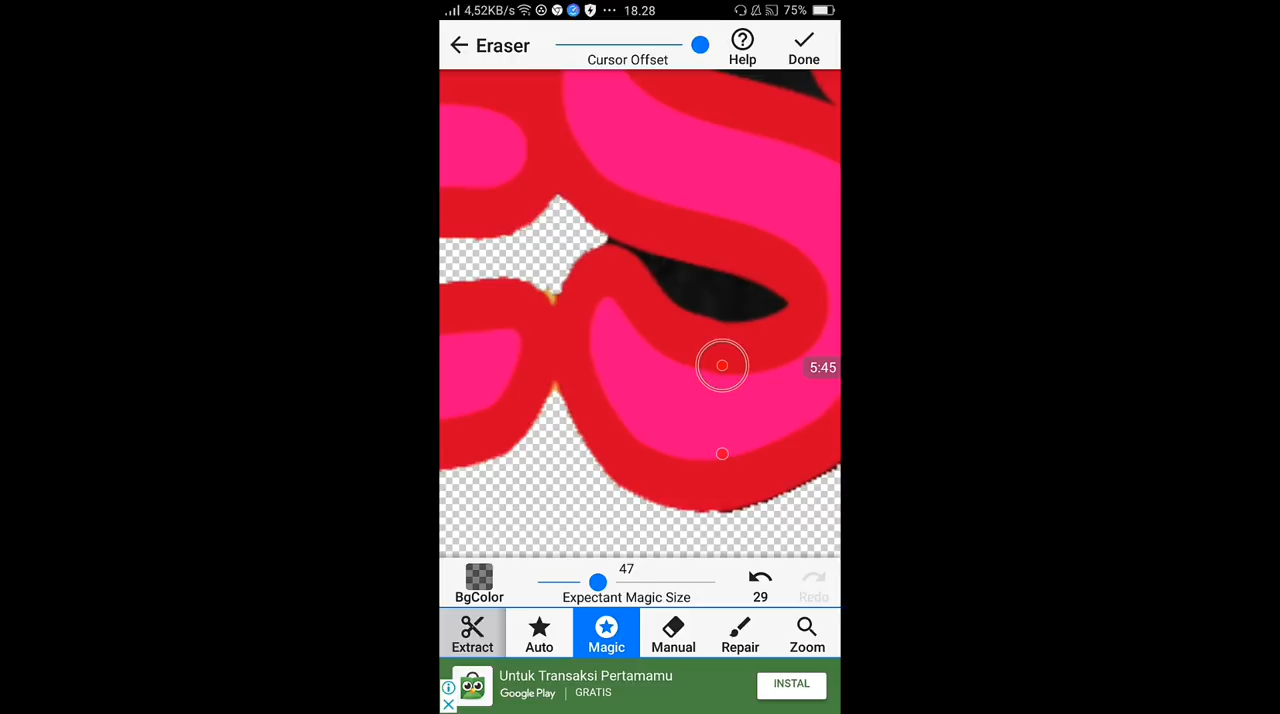 4,52KB/s 18.28 75%
Eraser
Cursor Offset
Help
Done
5:45
47
BgColor
Expectant Magic Size
29
Redo
Extract
Auto
Magic
Manual
Repair
Zoom
Untuk Transaksi Pertamamu
Google Play
GRATIS
INSTAL